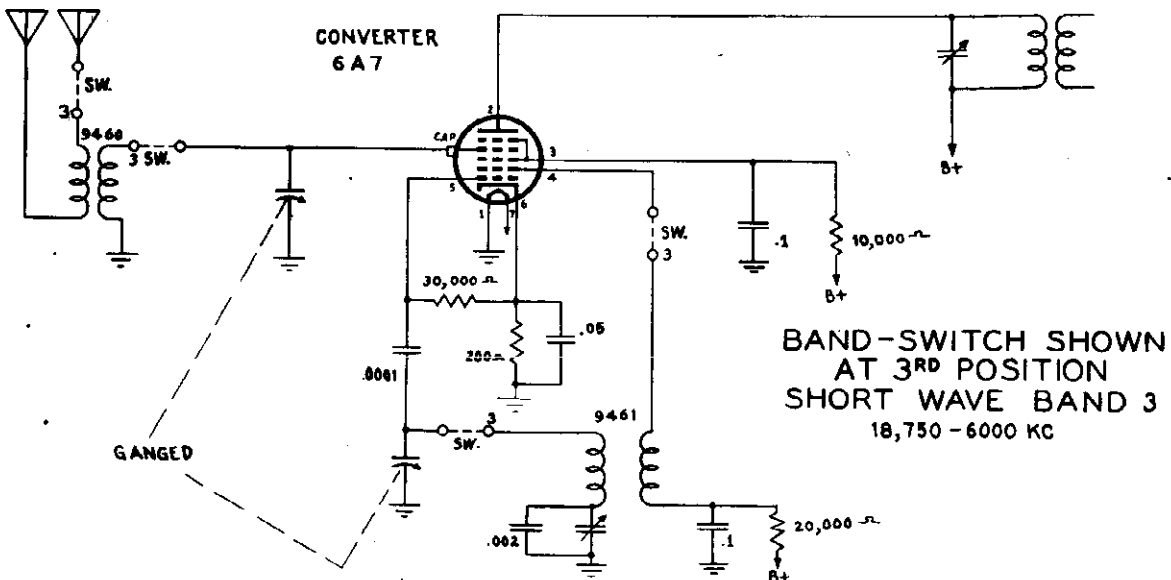 CONVERTER
6A7
SW.
3
9460
3 SW.
CAP
2
3
4
5
6
1
7
B+
SW.
3
.1
10,000 Ω
B+
30,000 Ω
.05
200 Ω
.0001
BAND-SWITCH SHOWN
AT 3RD POSITION
SHORT WAVE BAND 3
18,750 - 6000 KC
GANGED
3
SW.
9461
.002
.1
20,000 Ω
B+